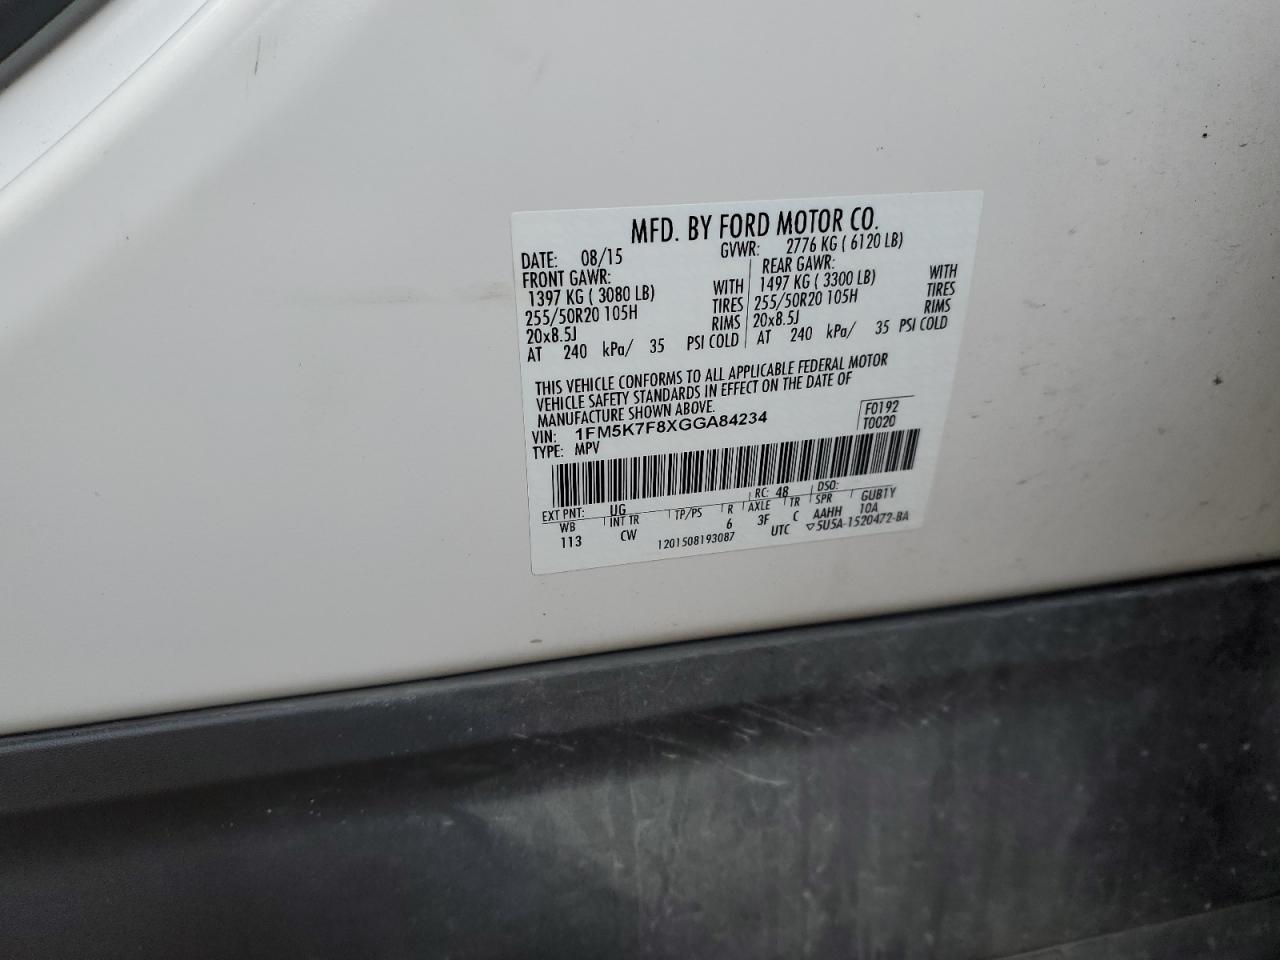 MFD. BY FORD MOTOR CO.
DATE: 08/15 GVWR: 2776 KG ( 6120 LB)
FRONT GAWR: REAR GAWR:
1397 KG ( 3080 LB) WITH 1497 KG ( 3300 LB) WITH
255/50R20 105H TIRES 255/50R20 105H TIRES
20x8.5J RIMS 20x8.5J RIMS
AT 240 kPa/ 35 PSI COLD AT 240 kPa/ 35 PSI COLD
THIS VEHICLE CONFORMS TO ALL APPLICABLE FEDERAL MOTOR
VEHICLE SAFETY STANDARDS IN EFFECT ON THE DATE OF
MANUFACTURE SHOWN ABOVE.
VIN: 1FM5K7F8XGGA84234 F0192
TYPE: MPV T0020
EXT PNT: UG RC: 48 DSO:
WB INT TR TP/PS R AXLE TR SPR GUB1Y
113 CW 6 3F C AAHH 10A
1201508193087 UTC ▽5U5A-1520472-BA